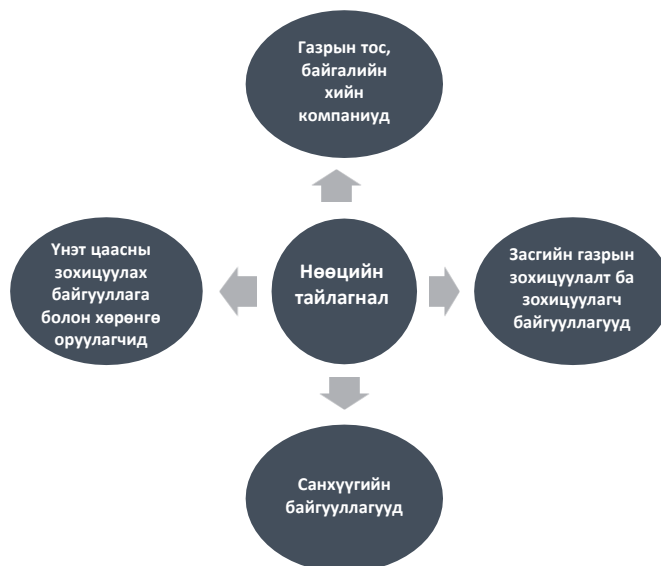 Газрын тос,
байгалийн
хийн
компаниуд
Үнэт цаасны
зохицуулах
байгууллага
болон хөрөнгө
оруулагчид
Нөөцийн
тайлагнал
Засгийн газрын
зохицуулалт ба
зохицуулагч
байгууллагууд
Санхүүгийн
байгууллагууд